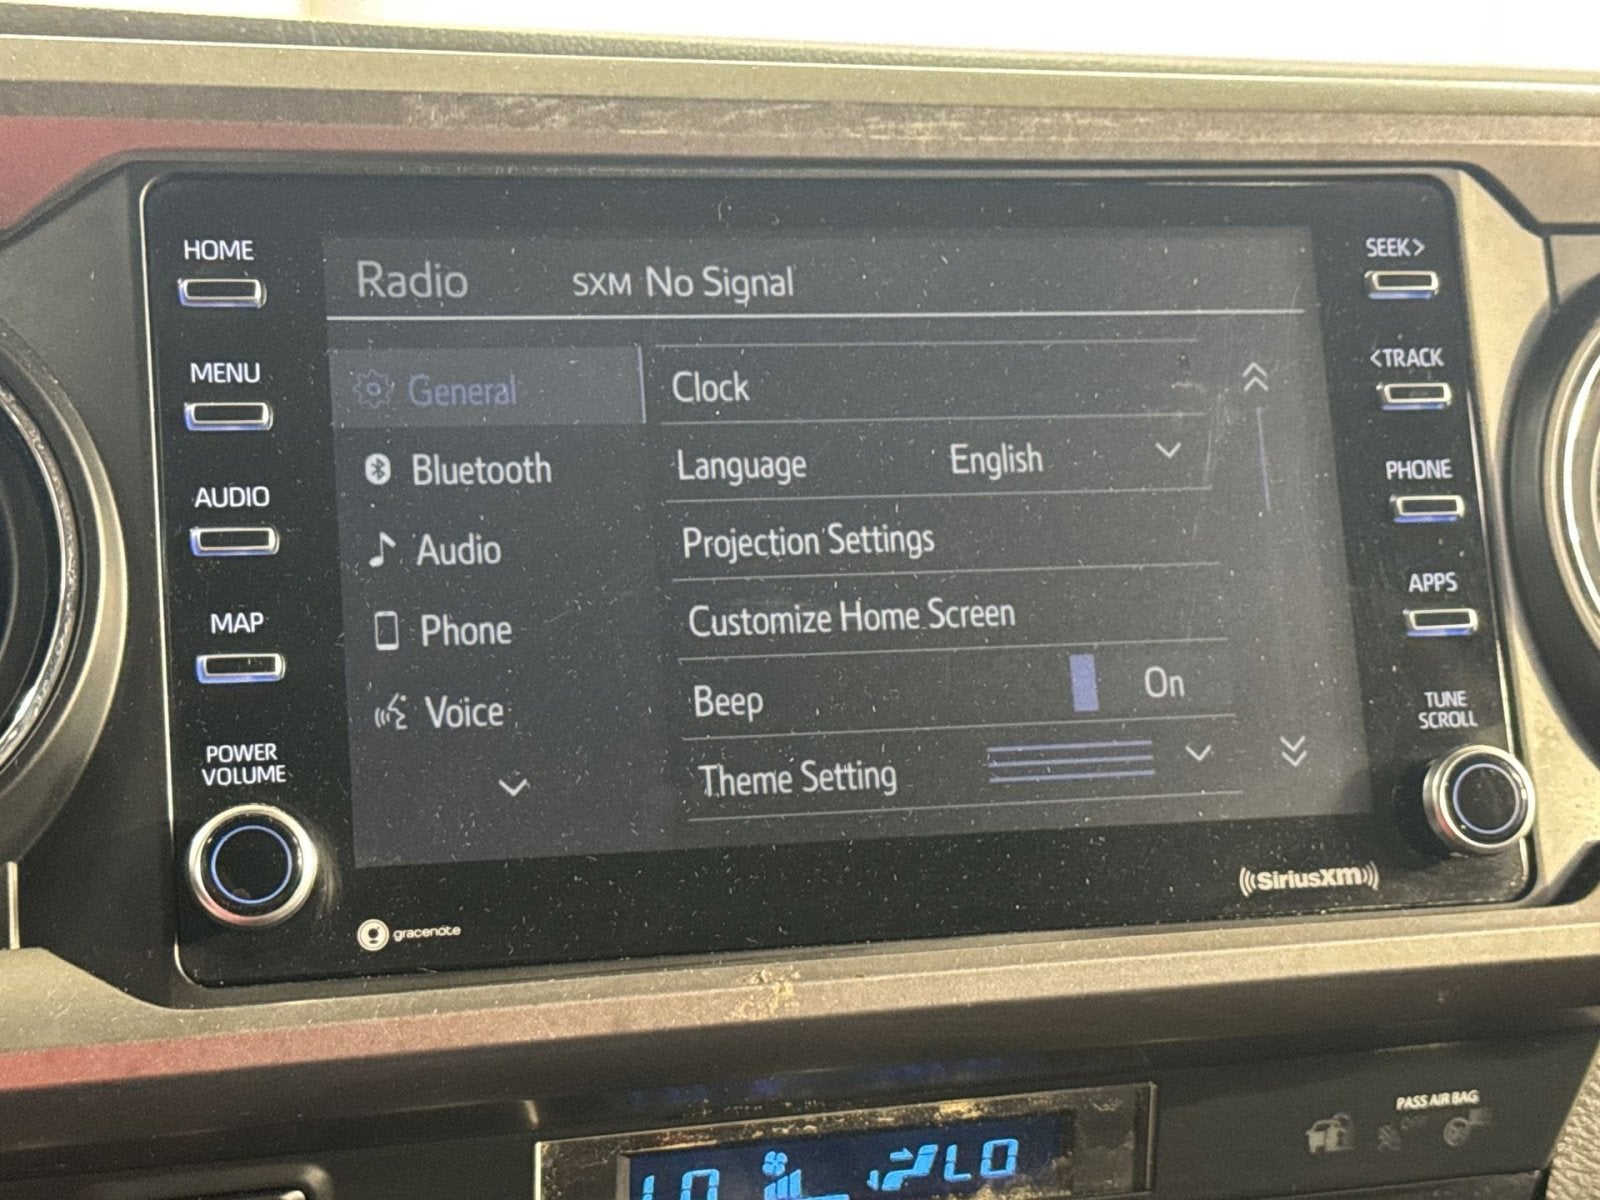 HOME
MENU
AUDIO
MAP
POWER
VOLUME
Radio SXM No Signal
General
Bluetooth
Audio
Phone
Voice
Clock
Language English
Projection Settings
Customize Home Screen
Beep On
Theme Setting
SEEK>
<TRACK
PHONE
APPS
TUNE
SCROLL
gracenote
SiriusXM
PASS AIR BAG
LO LO